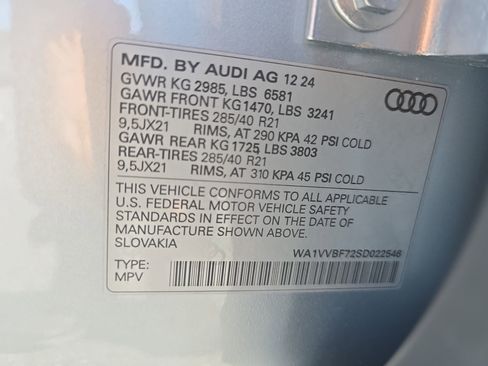 MFD. BY AUDI AG 12 24
GVWR KG 2985, LBS 6581
GAWR FRONT KG1470, LBS 3241
FRONT-TIRES 285/40 R21
9,5JX21 RIMS, AT 290 KPA 42 PSI COLD
GAWR REAR KG 1725, LBS 3803
REAR-TIRES 285/40 R21
9,5JX21 RIMS, AT 310 KPA 45 PSI COLD
THIS VEHICLE CONFORMS TO ALL APPLICABLE
U.S. FEDERAL MOTOR VEHICLE SAFETY
STANDARDS IN EFFECT ON THE DATE OF
MANUFACTURE SHOWN ABOVE.
SLOVAKIA
WA1VVBF72SD022546
TYPE:
MPV